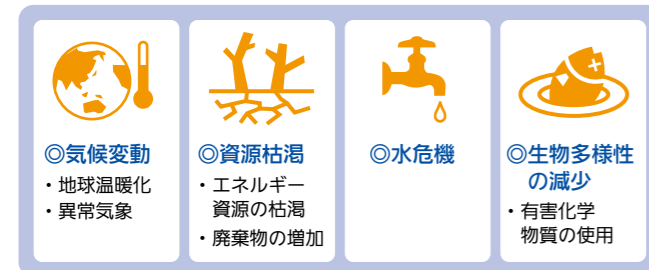 ◎気候変動
・地球温暖化
・異常気象
◎資源枯渇
・エネルギー
資源の枯渇
・廃棄物の増加
◎水危機
◎生物多様性
の減少
・有害化学
物質の使用